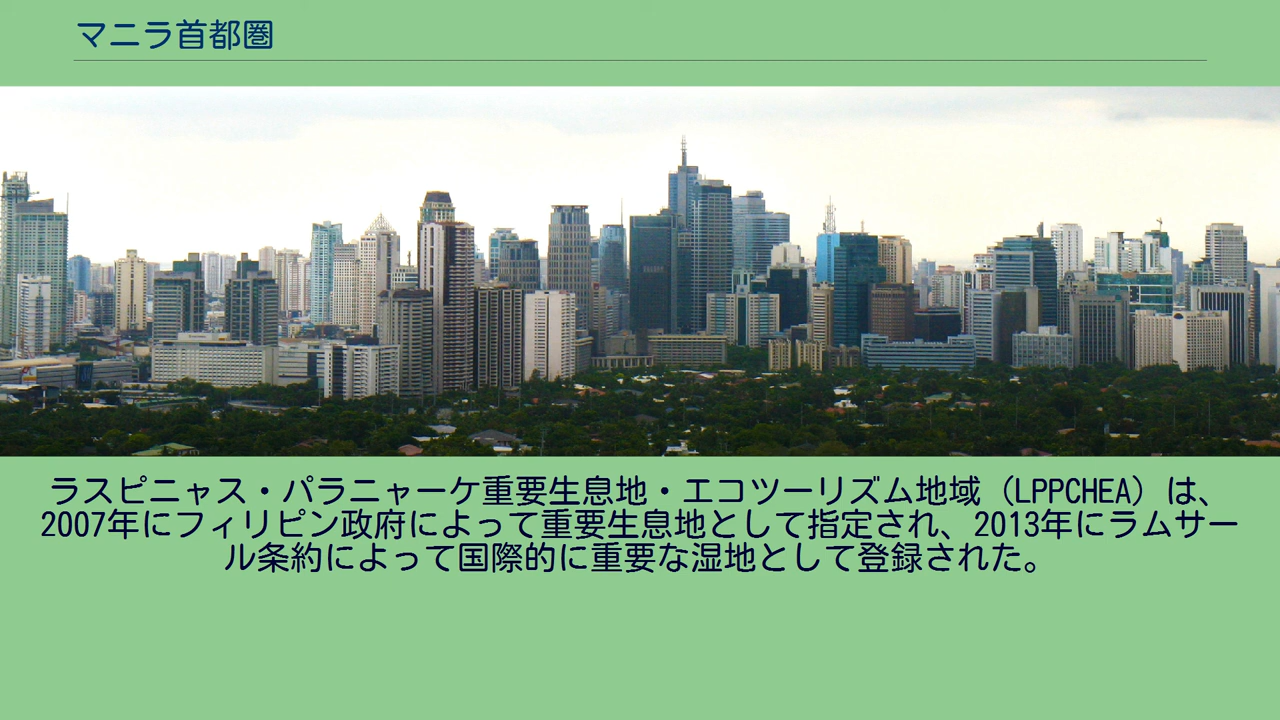 マニラ首都圏
ラスピニャス・パラニャーケ重要生息地・エコツーリズム地域（LPPCHEA）は、
2007年にフィリピン政府によって重要生息地として指定され、2013年にラムサー
ル条約によって国際的に重要な湿地として登録された。